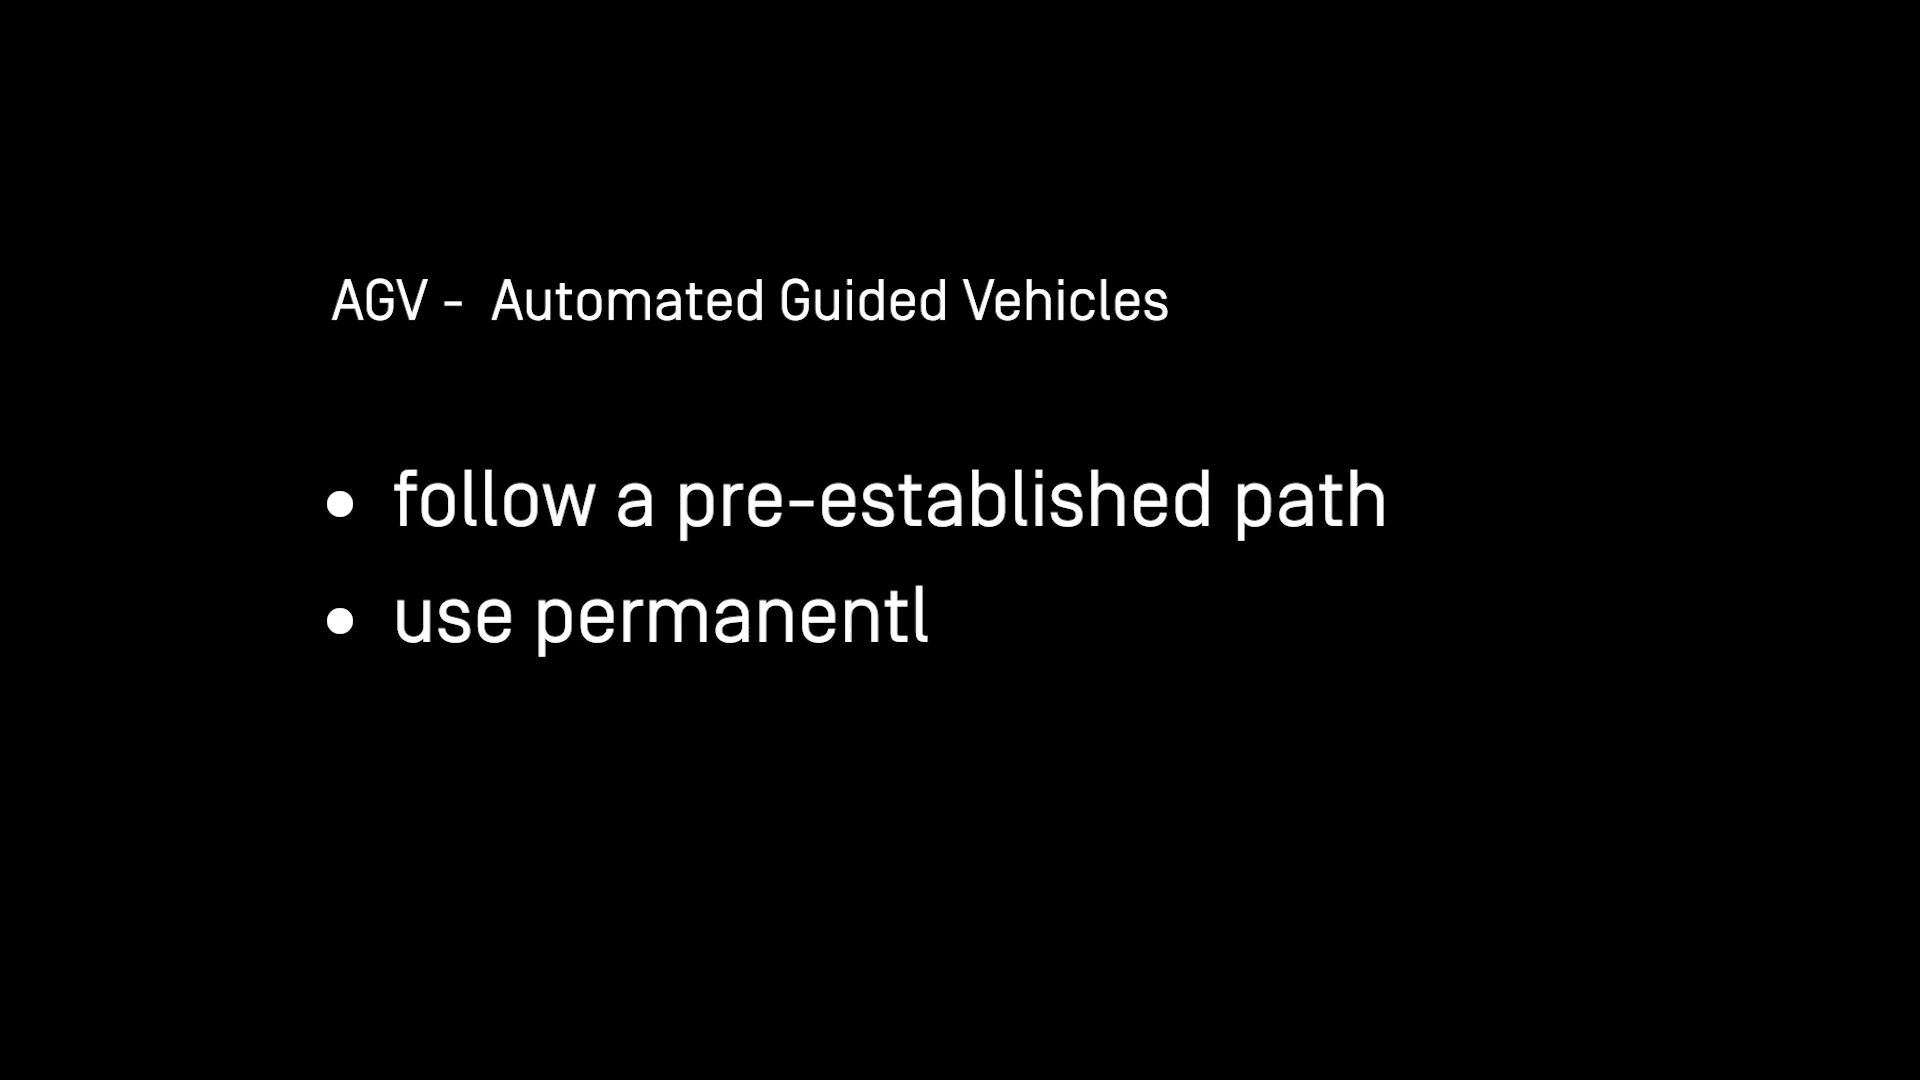 AGV - Automated Guided Vehicles
• follow a pre-established path
• use permanentl